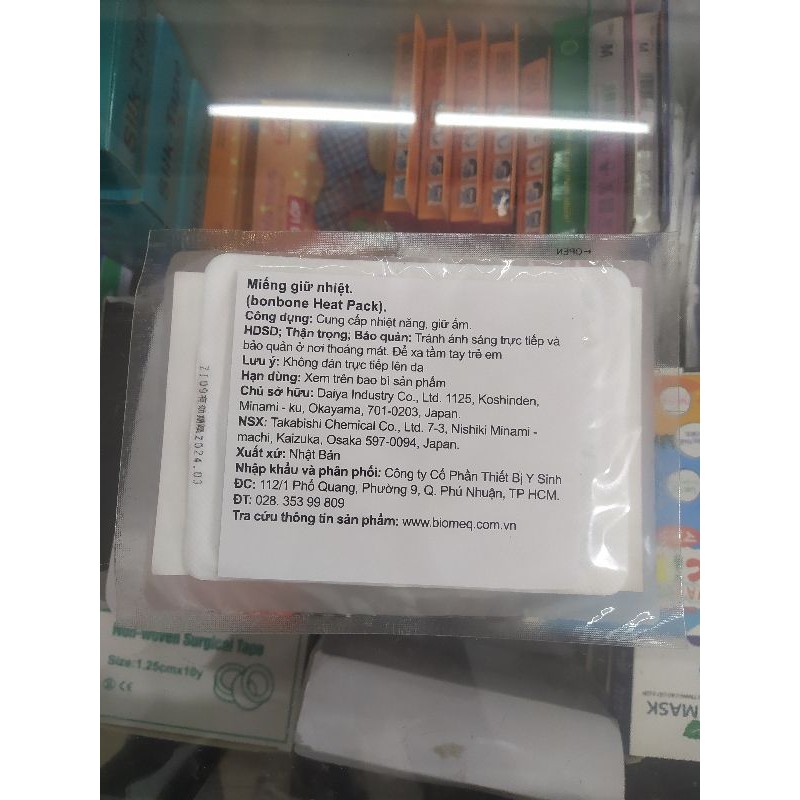 SILK-TAPE
M
←OPEN
Miếng giữ nhiệt.
(bonbone Heat Pack).
Công dụng: Cung cấp nhiệt năng, giữ ấm.
HDSD; Thận trọng; Bảo quản: Tránh ánh sáng trực tiếp và
bảo quản ở nơi thoáng mát. Để xa tầm tay trẻ em
Lưu ý: Không dán trực tiếp lên da
Hạn dùng: Xem trên bao bì sản phẩm
Chủ sở hữu: Daiya Industry Co., Ltd. 1125, Koshinden,
Minami - ku, Okayama, 701-0203, Japan.
NSX: Takabishi Chemical Co., Ltd. 7-3, Nishiki Minami -
machi, Kaizuka, Osaka 597-0094, Japan.
Xuất xứ: Nhật Bản
Nhập khẩu và phân phối: Công ty Cổ Phần Thiết Bị Y Sinh
ĐC: 112/1 Phổ Quang, Phường 9, Q. Phú Nhuận, TP HCM.
ĐT: 028. 353 99 809
Tra cứu thông tin sản phẩm: www.biomeq.com.vn
2024.03
Non-woven Surgical Tape
Size:1.25cmx10y
CE
MASK